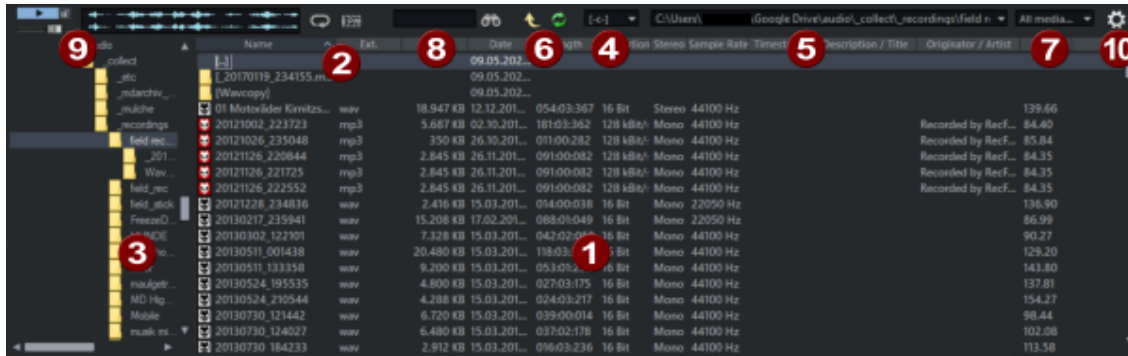 [-c-] C:\Users\ \Google Drive\audio\_collect\_recordings\field r All media...
9 2 8 6 4 5 7 10
Name Ext. Date Stereo Sample Rate Description / Title Originator / Artist
_collect [..] 09.05.202...
_etc [_20170119_234155.m... 09.05.202...
_mdarchiv_... [Wavcopy] 09.05.202...
_mulche 01 Motorräder Kirnitzs... wav 18.947 KB 12.12.201... 054:03:367 16 Bit Stereo 44100 Hz 139.66
_recordings 20121002_223723 mp3 5.687 KB 02.10.201... 181:03:362 128 kBit/ Mono 44100 Hz Recorded by RecF... 84.40
field rec... 20121026_235048 mp3 350 KB 26.10.201... 011:00:282 128 kBit/ Mono 44100 Hz Recorded by RecF... 85.84
_201... 20121126_220844 mp3 2.845 KB 26.11.201... 091:00:082 128 kBit/ Mono 44100 Hz Recorded by RecF... 84.35
Wav... 20121126_221725 mp3 2.845 KB 26.11.201... 091:00:082 128 kBit/ Mono 44100 Hz Recorded by RecF... 84.35
field_rec 20121126_222552 mp3 2.845 KB 26.11.201... 091:00:082 128 kBit/ Mono 44100 Hz Recorded by RecF... 84.35
field_stick 20121228_234836 wav 2.416 KB 15.03.201... 014:00:038 16 Bit Mono 22050 Hz 136.90
FreezeD... 20130217_235941 wav 15.208 KB 17.02.201... 088:01:049 16 Bit Mono 22050 Hz 86.99
20130302_122101 wav 7.328 KB 15.03.201... 16 Bit Mono 44100 Hz 90.27
3 20130511_001438 wav 20.480 KB 15.03.201... 1 Bit Mono 44100 Hz 129.20
20130511_133358 wav 9.200 KB 15.03.201... 16 Bit Mono 44100 Hz 143.80
maulgetr... 20130524_195535 wav 4.800 KB 15.03.201... 027:03:175 16 Bit Mono 44100 Hz 137.81
MD Hig... 20130524_210544 wav 4.288 KB 15.03.201... 024:03:217 16 Bit Mono 44100 Hz 154.27
Mobile 20130730_121442 wav 6.720 KB 15.03.201... 039:00:014 16 Bit Mono 44100 Hz 98.44
musik mi... 20130730_124027 wav 6.480 KB 15.03.201... 037:02:178 16 Bit Mono 44100 Hz 102.08
20130730_184233 wav 2.912 KB 15.03.201... 016:03:236 16 Bit Mono 44100 Hz 113.58